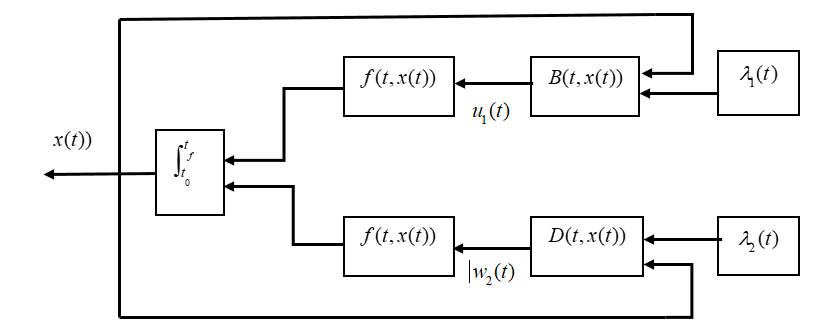 f(t,x(t))
B(t,x(t))
λ₁(t)
u₁(t)
x(t))
∫ₜ₀ᵗᶠ
f(t,x(t))
D(t,x(t))
λ₂(t)
|w₂(t)